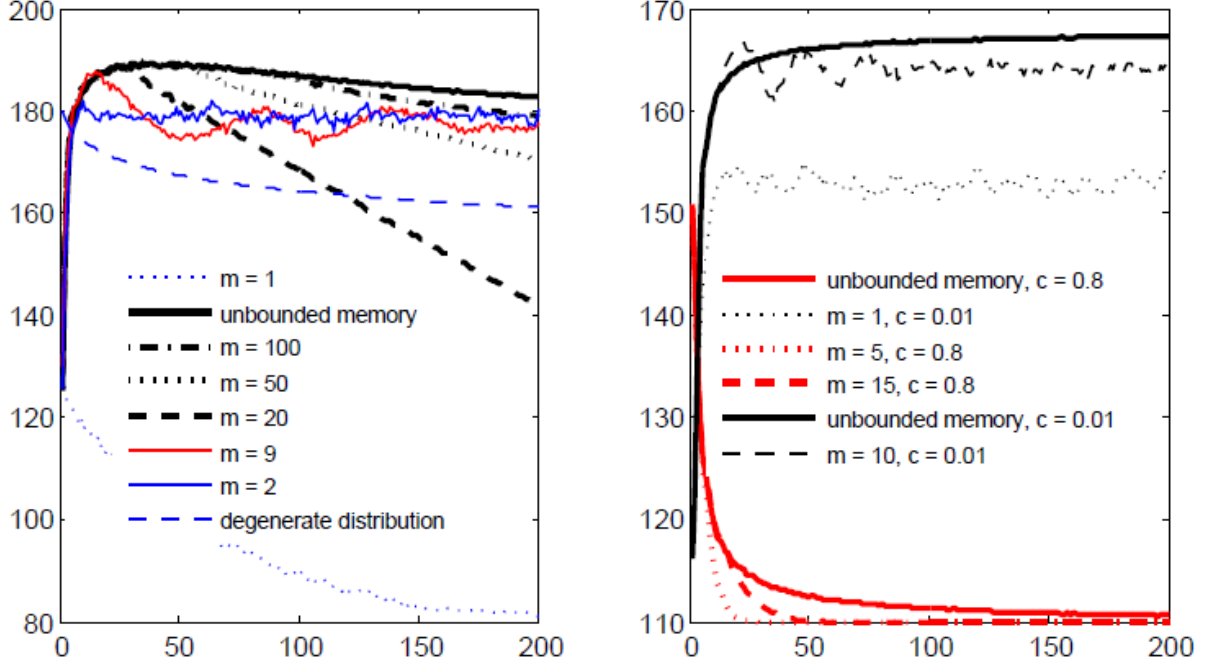 200
180
160
140
120
100
80
0
50
100
150
200
m = 1
unbounded memory
m = 100
m = 50
m = 20
m = 9
m = 2
degenerate distribution
170
160
150
140
130
120
110
0
50
100
150
200
unbounded memory, c = 0.8
m = 1, c = 0.01
m = 5, c = 0.8
m = 15, c = 0.8
unbounded memory, c = 0.01
m = 10, c = 0.01